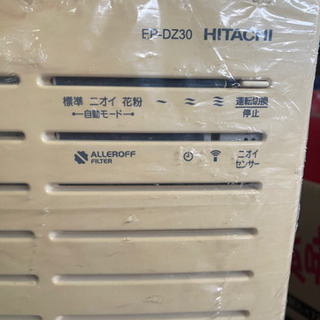 EP-DZ30 HITACHI
標準 ニオイ 花粉 運転切換
自動モード 停止
ALLEROFF ニオイ
FILTER センサー